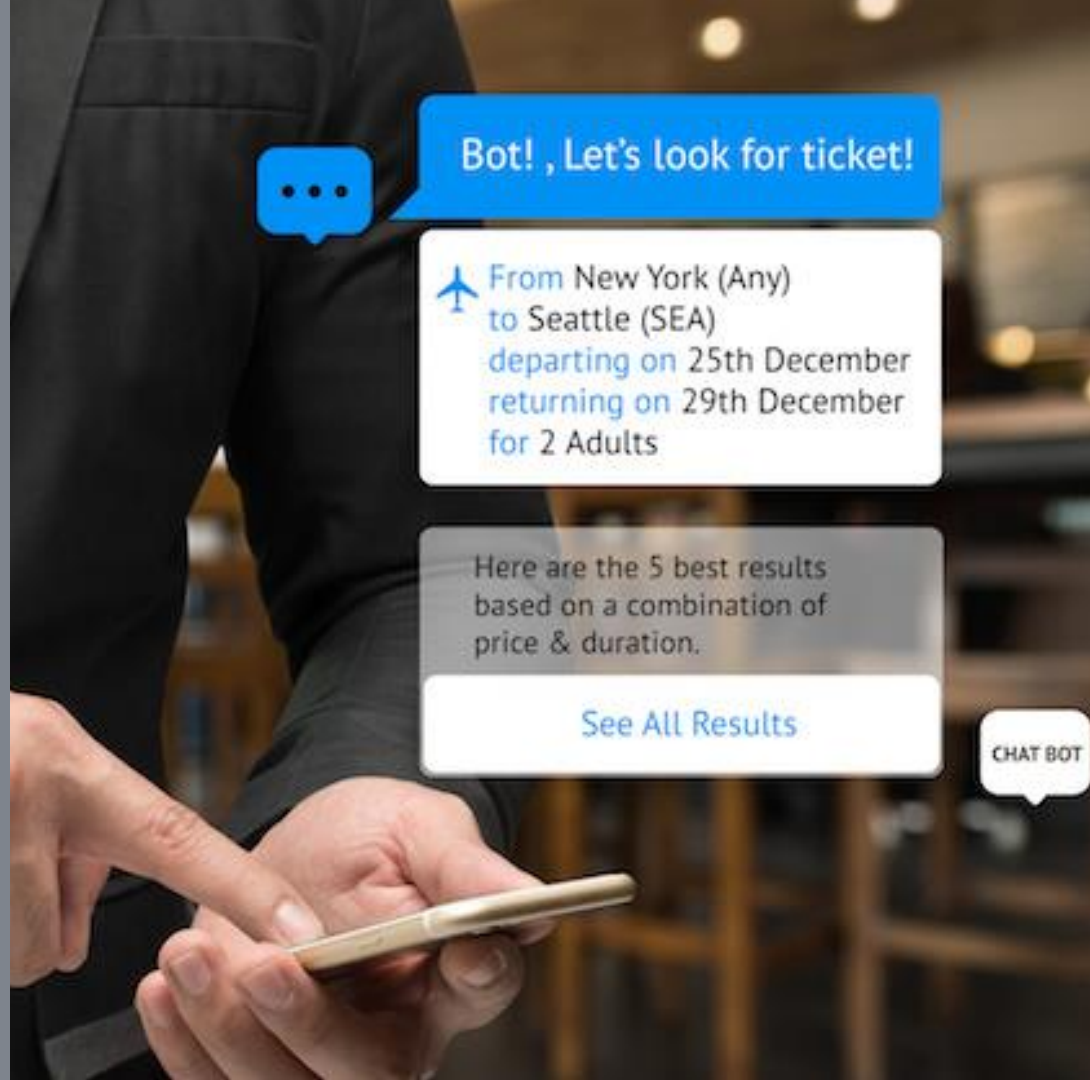 Bot! , Let's look for ticket!
From New York (Any)
to Seattle (SEA)
departing on 25th December
returning on 29th December
for 2 Adults
Here are the 5 best results
based on a combination of
price & duration.
See All Results
CHAT BOT